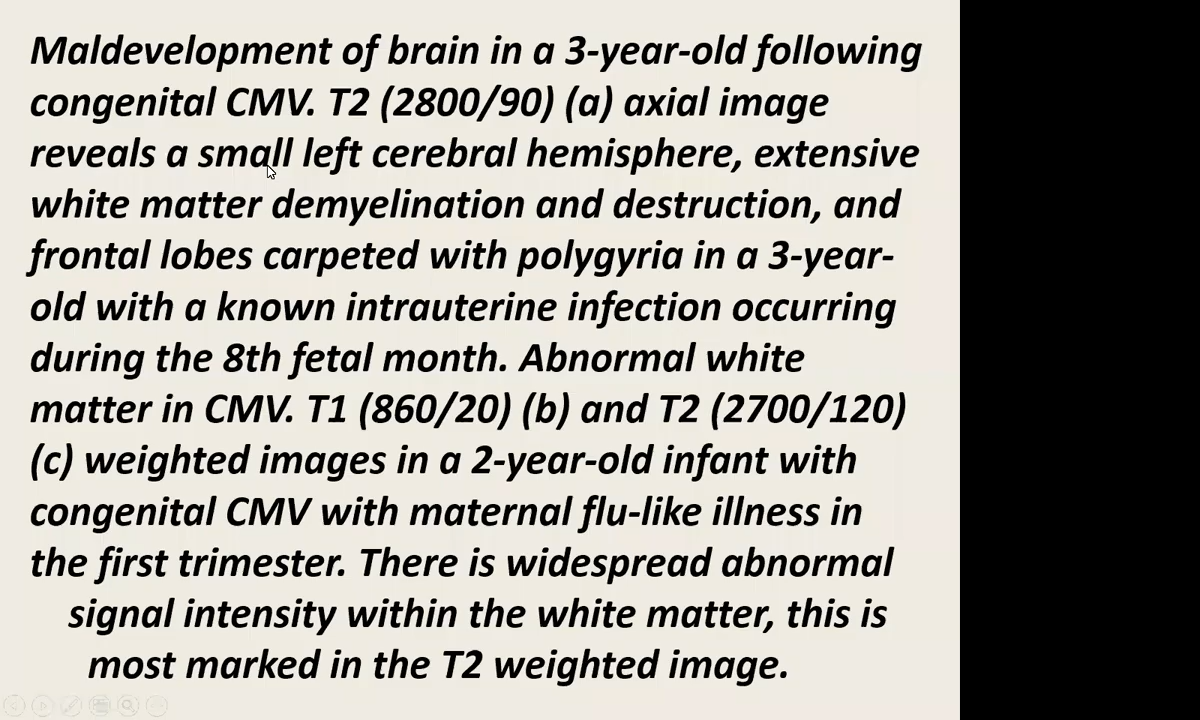 Maldevelopment of brain in a 3-year-old following
congenital CMV. T2 (2800/90) (a) axial image
reveals a small left cerebral hemisphere, extensive
white matter demyelination and destruction, and
frontal lobes carpeted with polygyria in a 3-year-
old with a known intrauterine infection occurring
during the 8th fetal month. Abnormal white
matter in CMV. T1 (860/20) (b) and T2 (2700/120)
(c) weighted images in a 2-year-old infant with
congenital CMV with maternal flu-like illness in
the first trimester. There is widespread abnormal
signal intensity within the white matter, this is
most marked in the T2 weighted image.